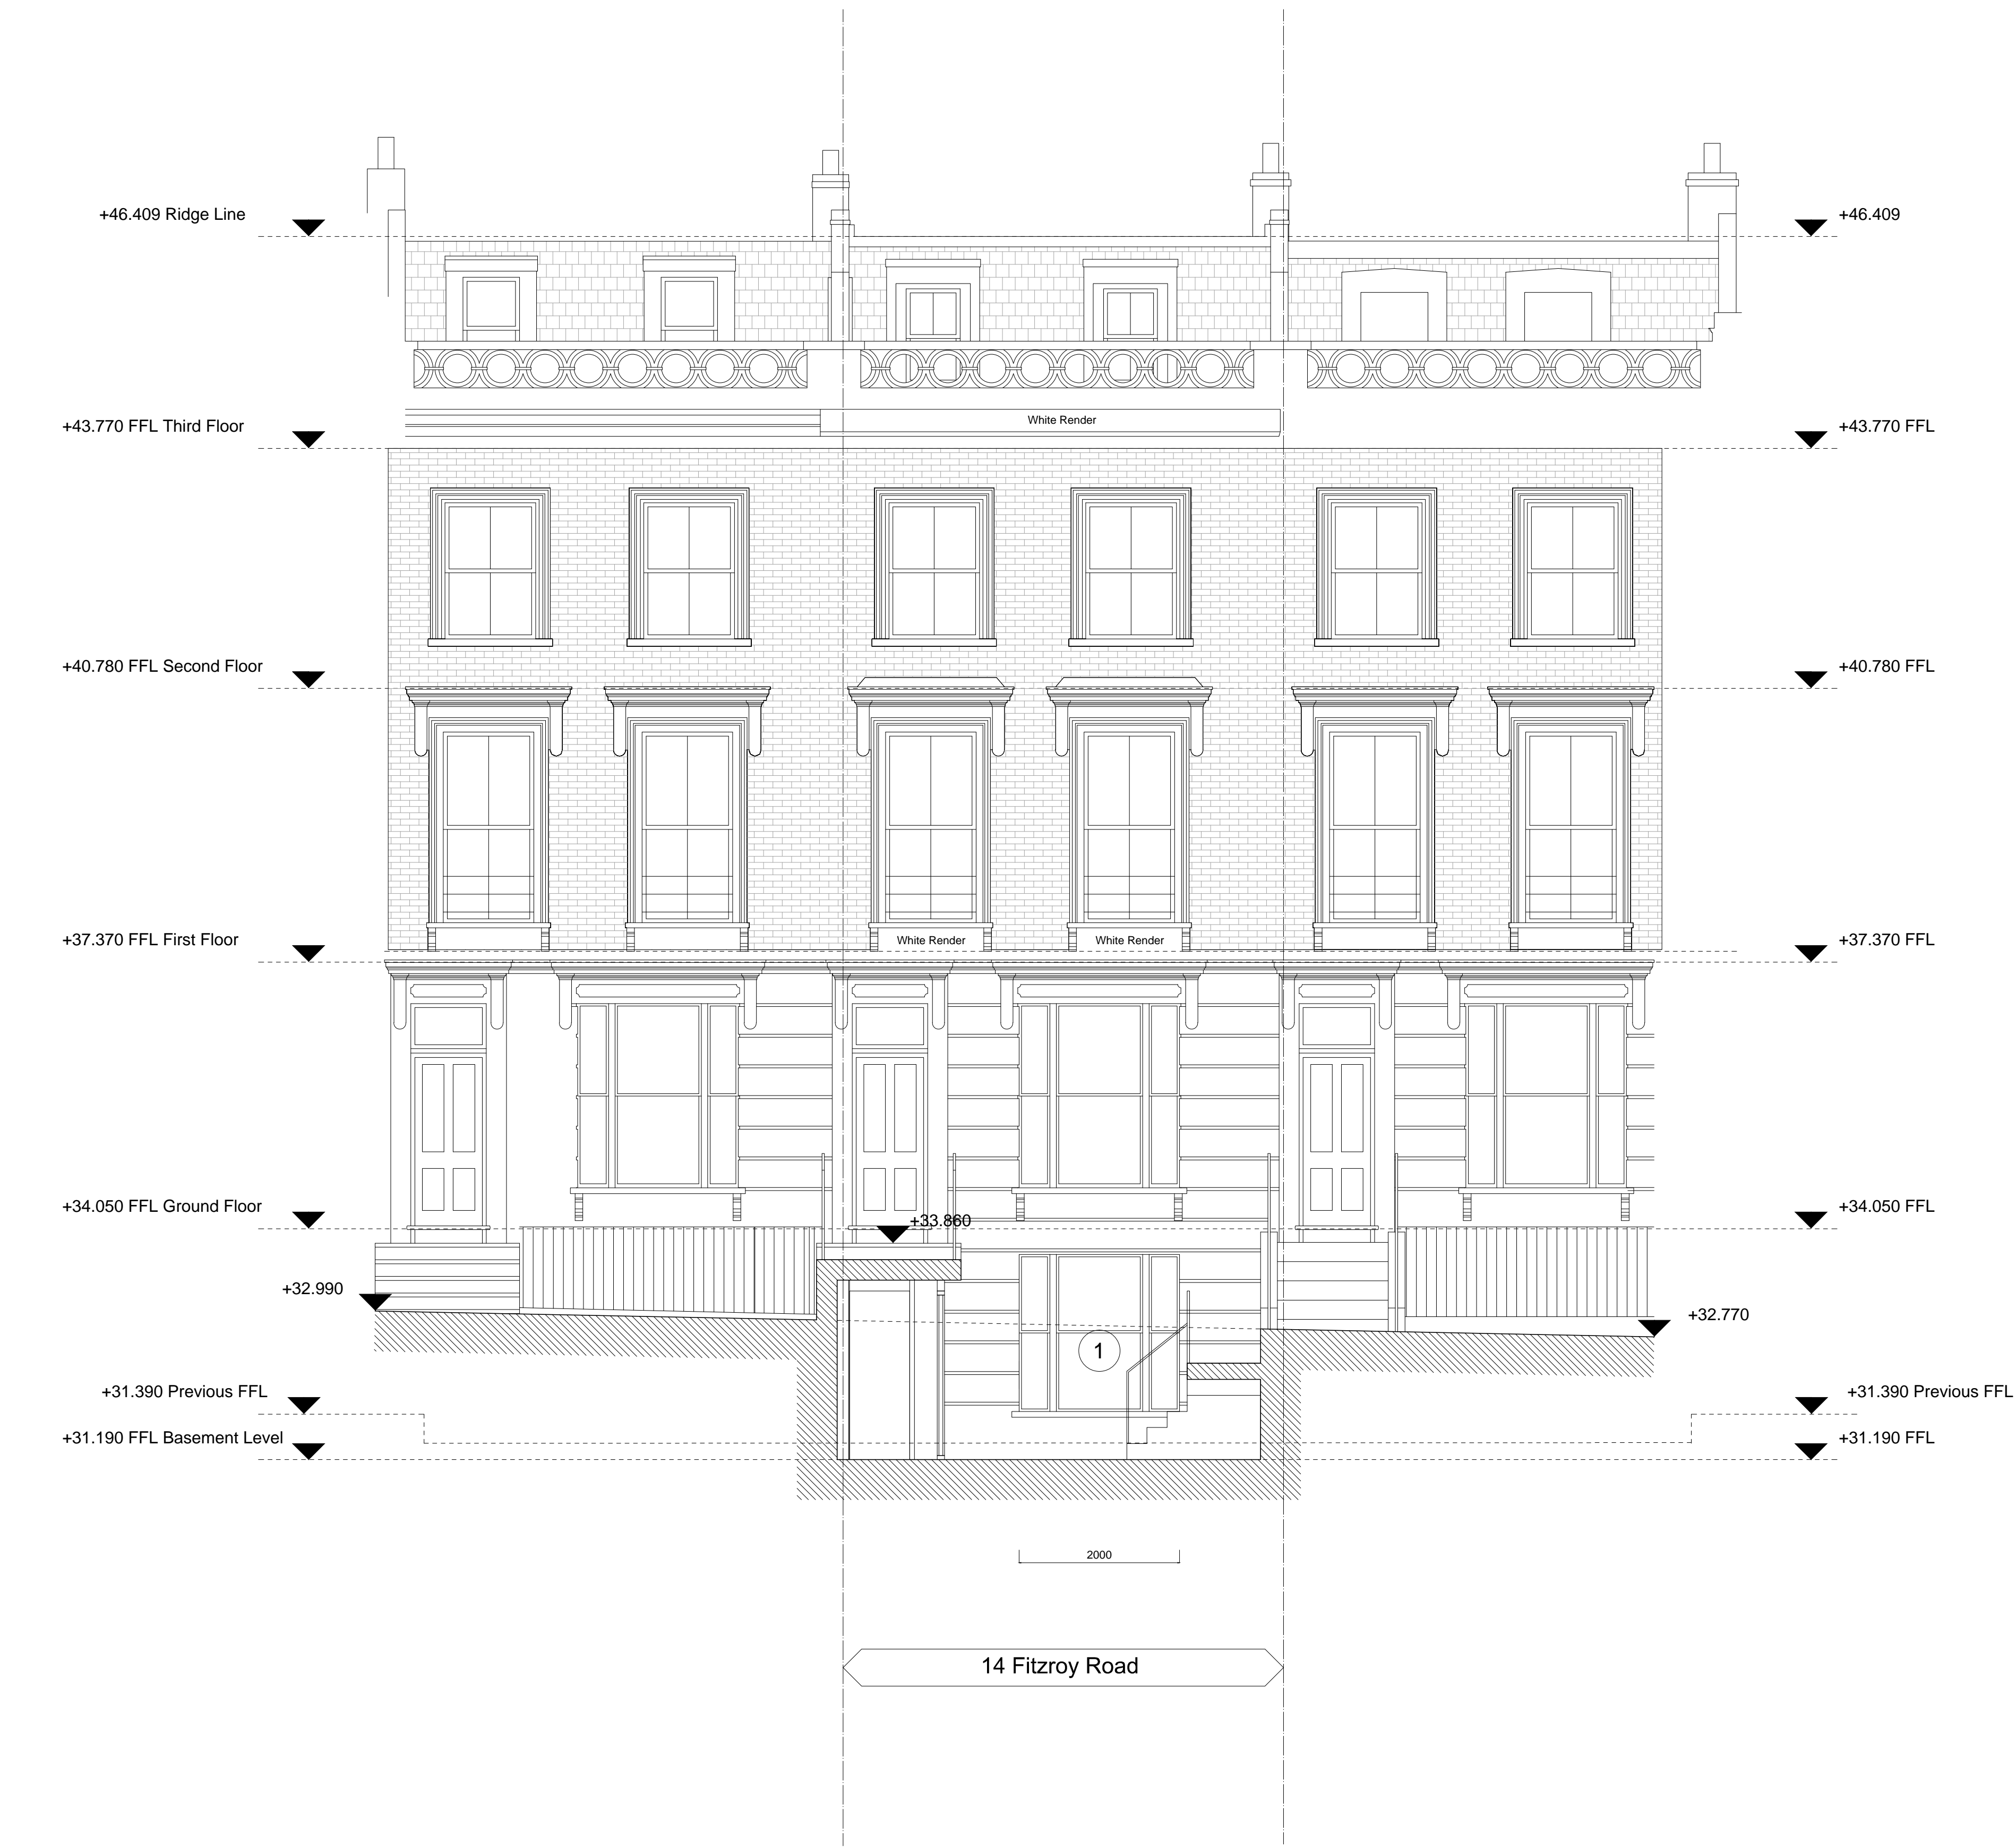 +46.409 Ridge Line
+46.409
White Render
+43.770 FFL Third Floor
+43.770 FFL
+40.780 FFL Second Floor
+40.780 FFL
+37.370 FFL First Floor
White Render
White Render
+37.370 FFL
+34.050 FFL Ground Floor
+33.860
+34.050 FFL
+32.990
+32.770
1
+31.390 Previous FFL
+31.390 Previous FFL
+31.190 FFL Basement Level
+31.190 FFL
2000
14 Fitzroy Road